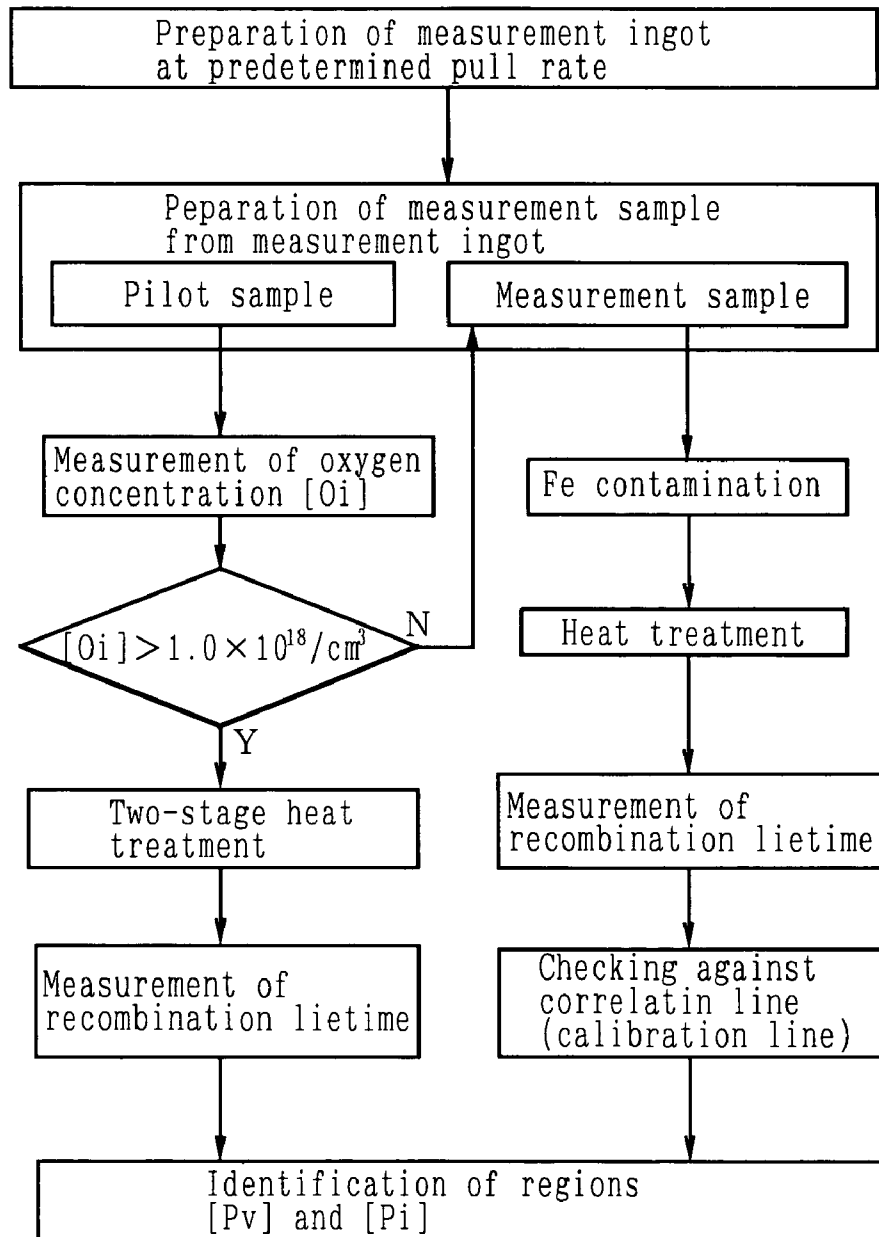 Preparation of measurement ingot
at predetermined pull rate
Peparation of measurement sample
from measurement ingot
Pilot sample
Measurement sample
Measurement of oxygen
concentration [Oi]
Fe contamination
[Oi]>1.0×10¹⁸/cm³
N
Y
Heat treatment
Two-stage heat
treatment
Measurement of
recombination lietime
Measurement of
recombination lietime
Checking against
correlatin line
(calibration line)
Identification of regions
[Pv] and [Pi]